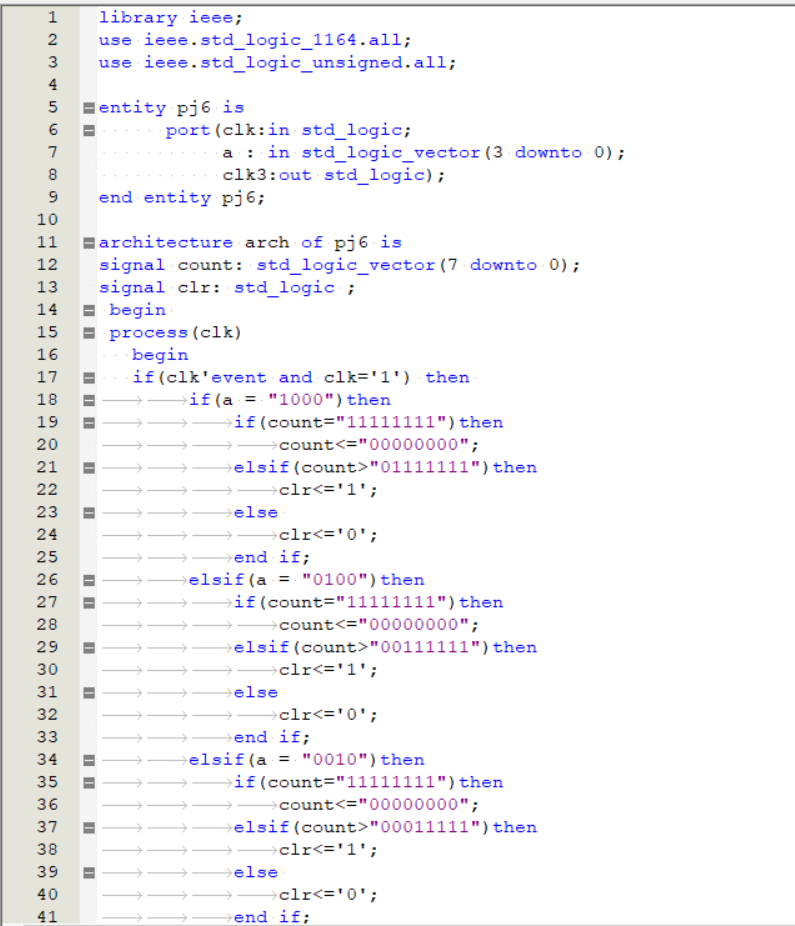 1 library ieee;
2 use ieee.std_logic_1164.all;
3 use ieee.std_logic_unsigned.all;
4
5 entity pj6 is
6 port(clk:in std_logic;
7 a : in std_logic_vector(3 downto 0);
8 clk3:out std_logic);
9 end entity pj6;
10
11 architecture arch of pj6 is
12 signal count: std_logic_vector(7 downto 0);
13 signal clr: std_logic ;
14 begin
15 process(clk)
16 begin
17 if(clk'event and clk='1') then
18 if(a = "1000")then
19 if(count="11111111")then
20 count<="00000000";
21 elsif(count>"01111111")then
22 clr<='1';
23 else
24 clr<='0';
25 end if;
26 elsif(a = "0100")then
27 if(count="11111111")then
28 count<="00000000";
29 elsif(count>"00111111")then
30 clr<='1';
31 else
32 clr<='0';
33 end if;
34 elsif(a = "0010")then
35 if(count="11111111")then
36 count<="00000000";
37 elsif(count>"00011111")then
38 clr<='1';
39 else
40 clr<='0';
41 end if;